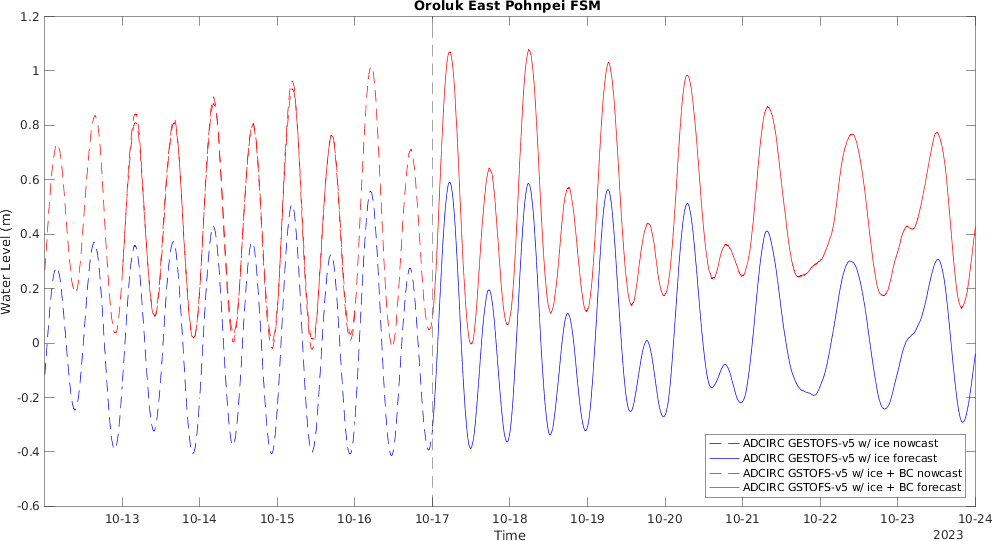 Oroluk East Pohnpei FSM
1.2
1
0.8
0.6
0.4
0.2
0
-0.2
-0.4
-0.6
Water Level (m)
ADCIRC GESTOFS-v5 w/ ice nowcast
ADCIRC GESTOFS-v5 w/ ice forecast
ADCIRC GSTOFS-v5 w/ ice + BC nowcast
ADCIRC GSTOFS-v5 w/ ice + BC forecast
10-13 10-14 10-15 10-16 10-17 10-18 10-19 10-20 10-21 10-22 10-23 10-24
Time
2023